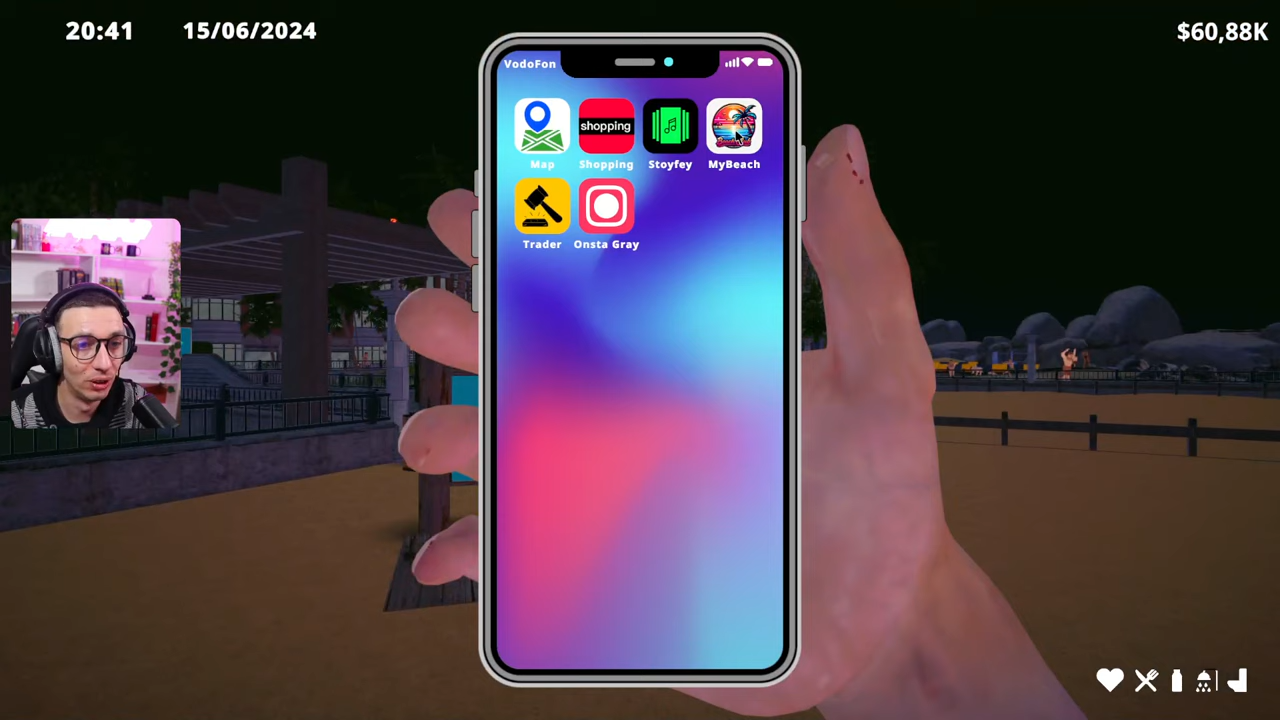 20:41 15/06/2024 $60,88K
VodoFon
shopping
Map Shopping Stoyfey MyBeach
Trader Onsta Gray